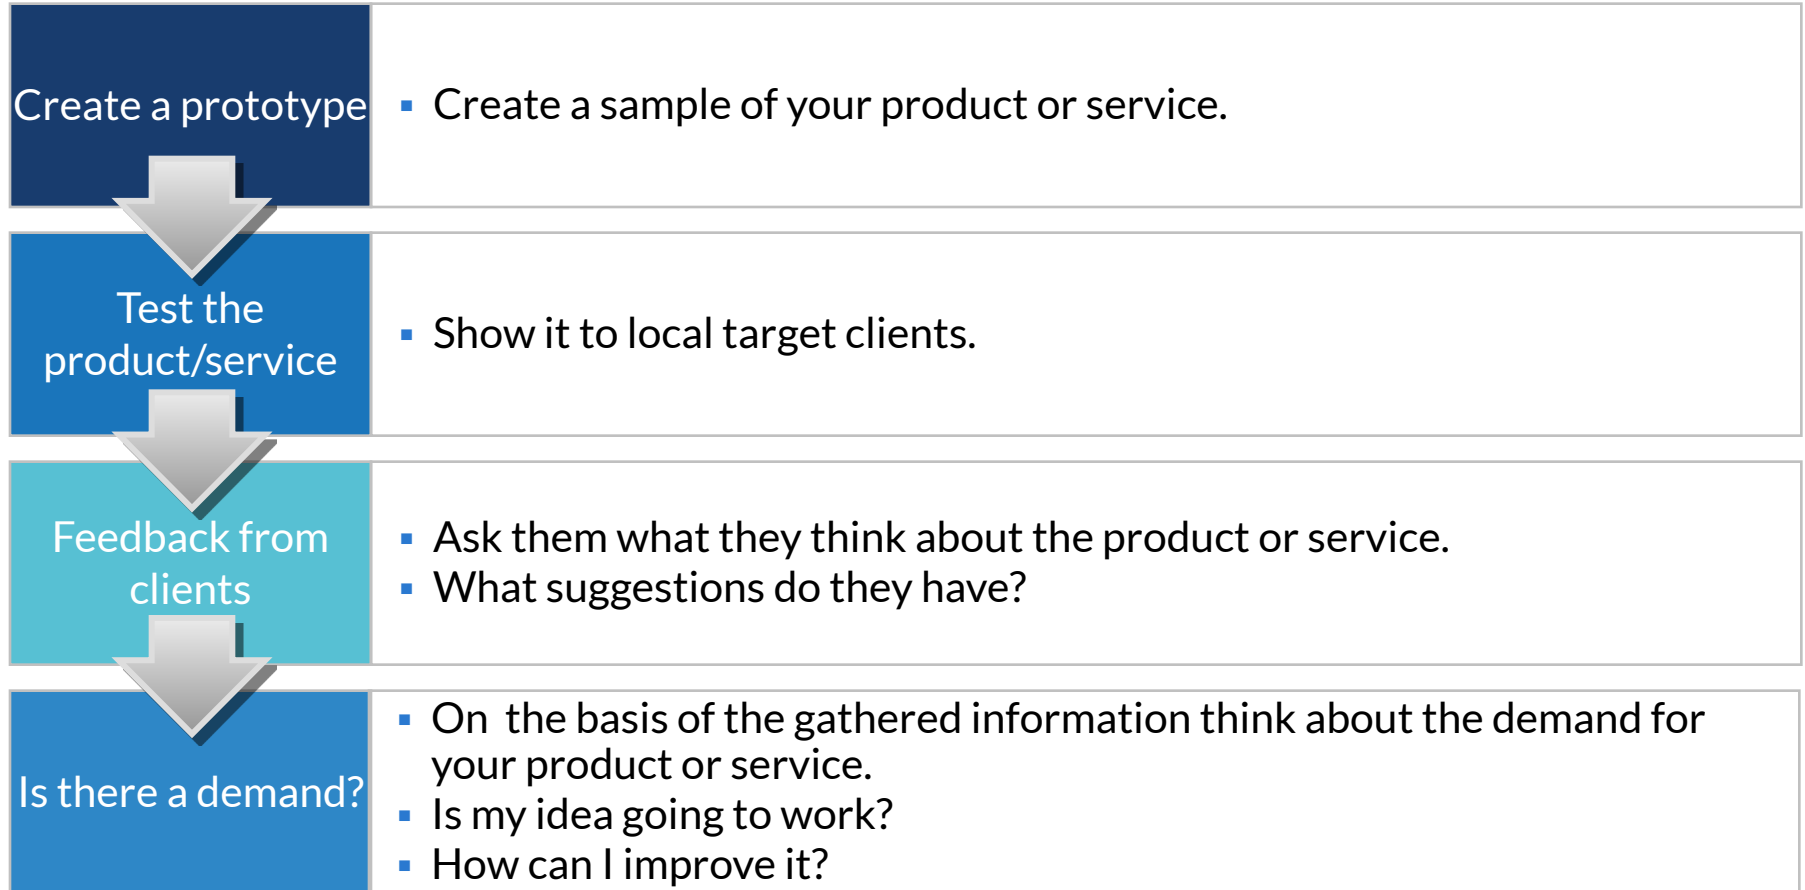 Create a prototype
▪ Create a sample of your product or service.
Test the
product/service
▪ Show it to local target clients.
Feedback from
clients
▪ Ask them what they think about the product or service.
▪ What suggestions do they have?
Is there a demand?
▪ On  the basis of the gathered information think about the demand for
your product or service.
▪ Is my idea going to work?
▪ How can I improve it?